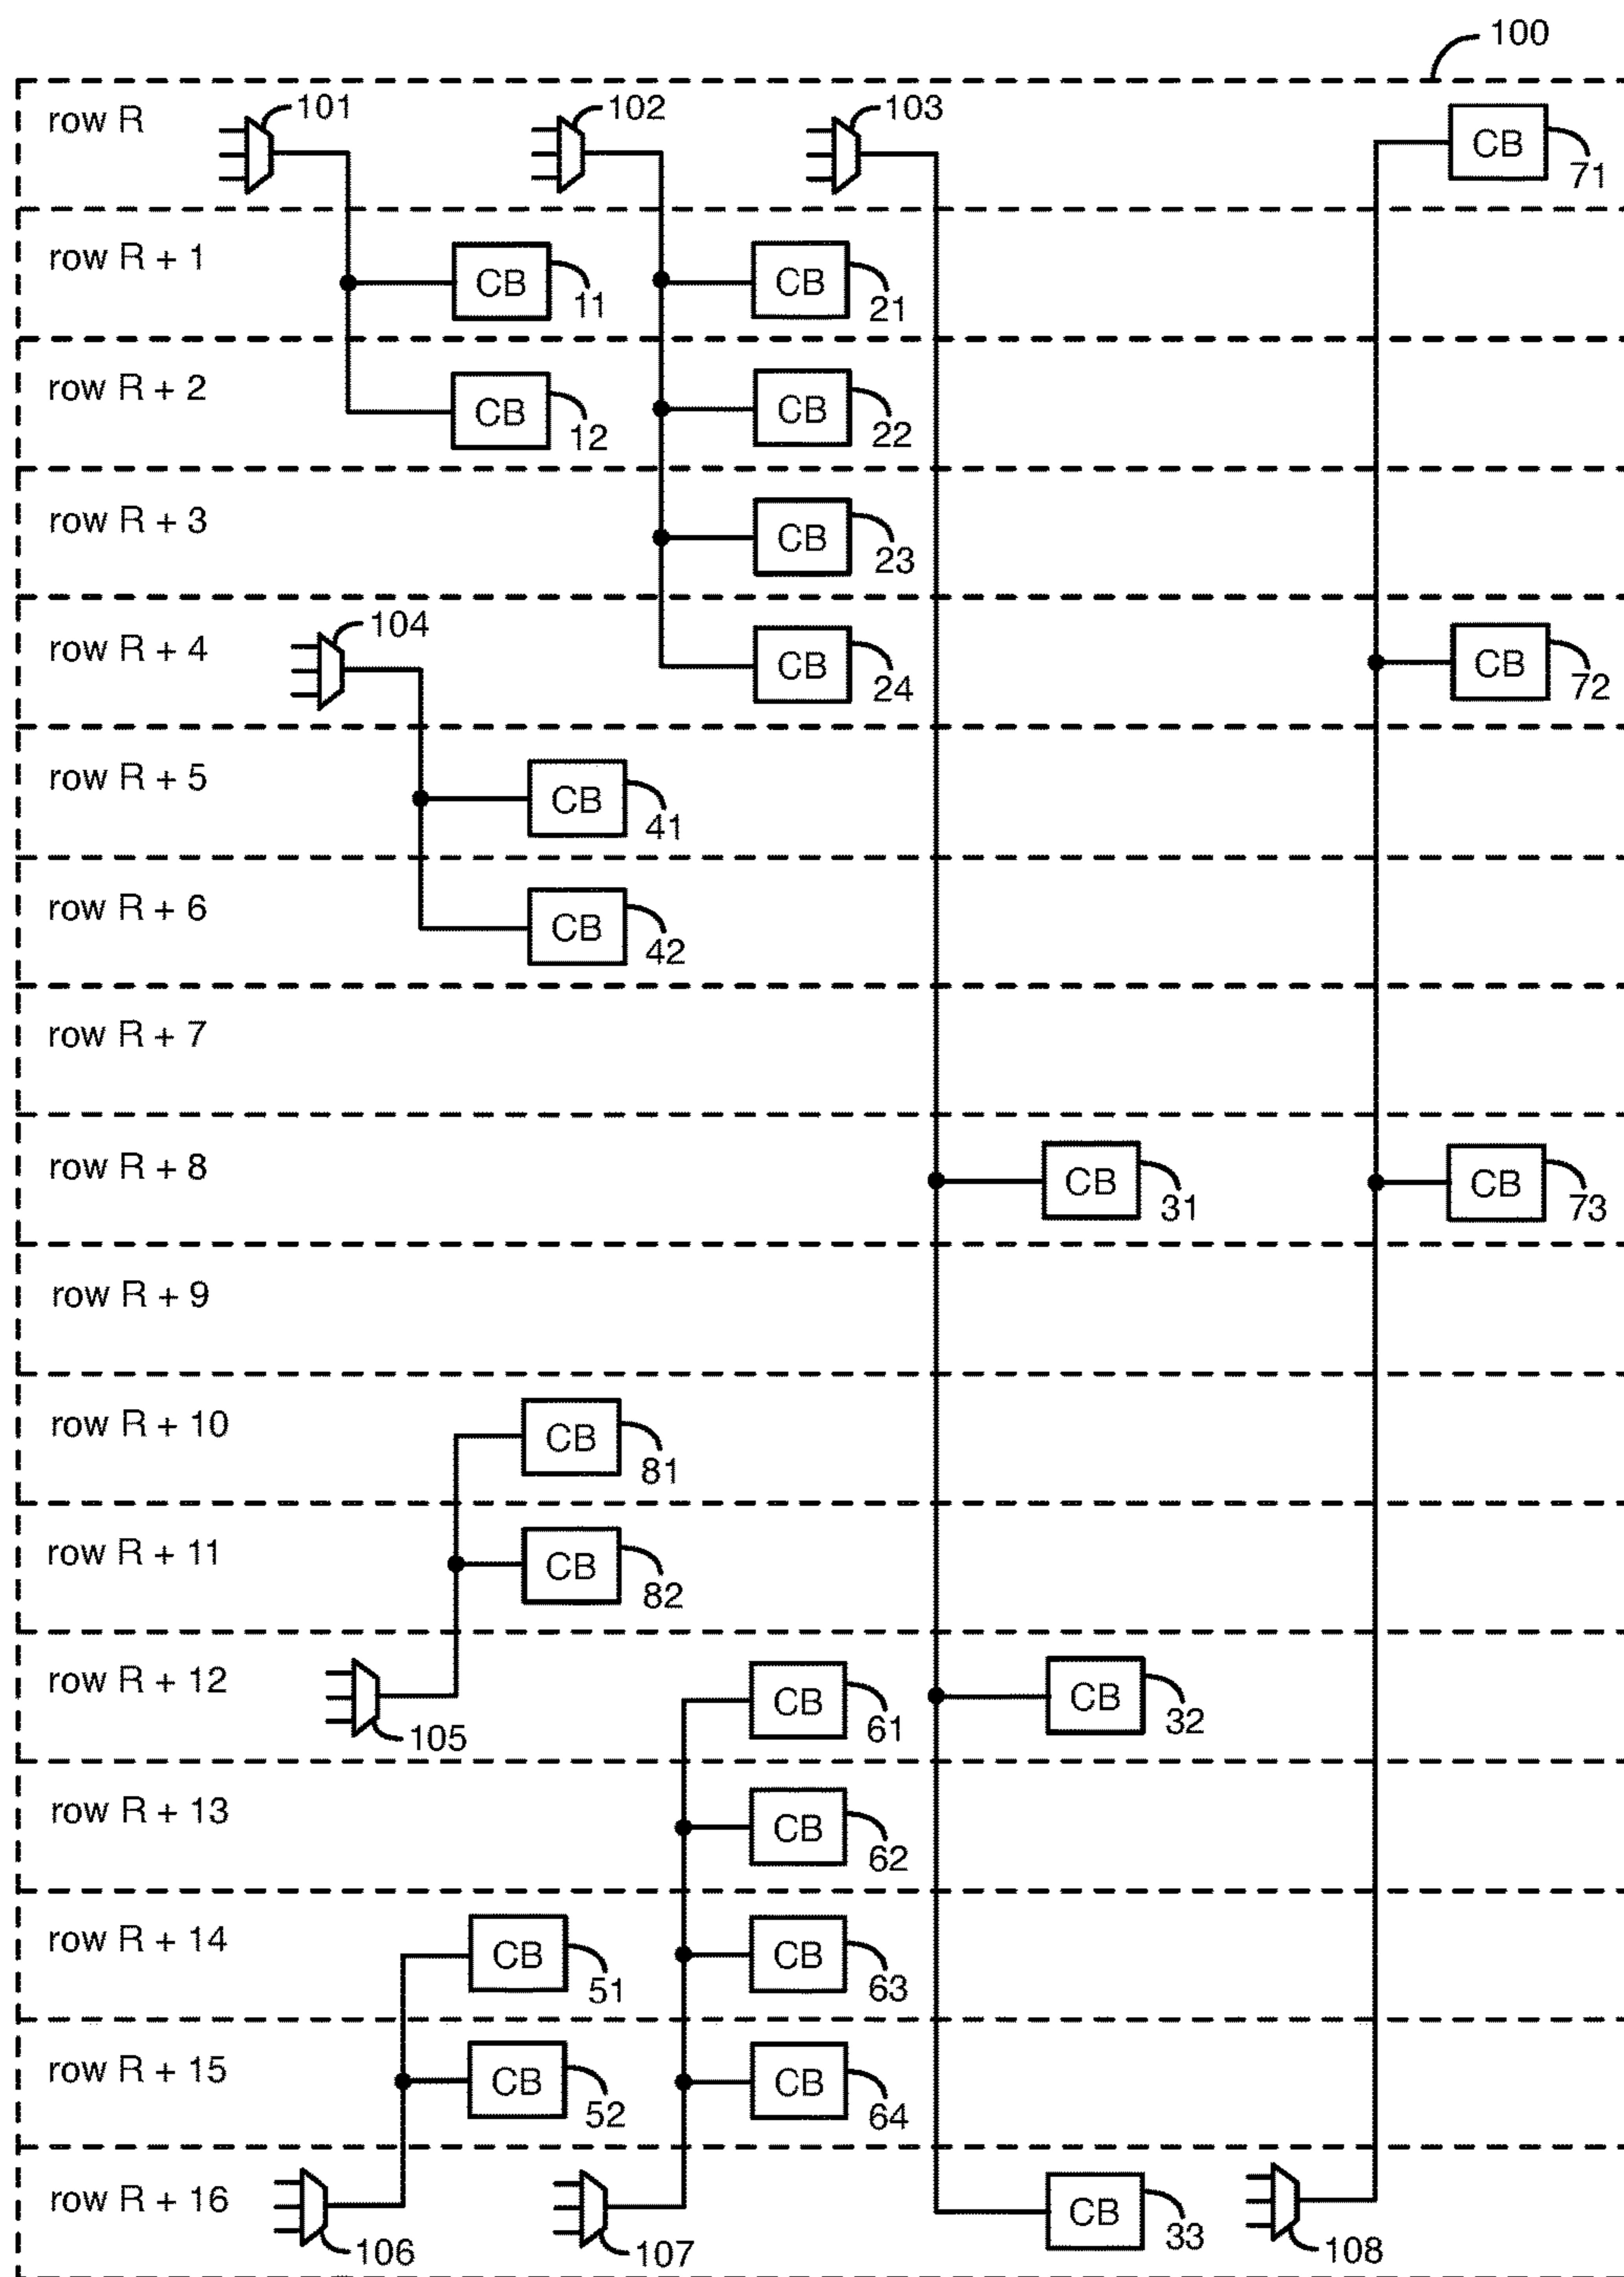 100
row R 101 102 103 CB 71
row R + 1 CB 11 CB 21
row R + 2 CB 12 CB 22
row R + 3 CB 23
row R + 4 104 CB 24 CB 72
row R + 5 CB 41
row R + 6 CB 42
row R + 7
row R + 8 CB 31 CB 73
row R + 9
row R + 10 CB 81
row R + 11 CB 82
row R + 12 105 CB 61 CB 32
row R + 13 CB 62
row R + 14 CB 51 CB 63
row R + 15 CB 52 CB 64
row R + 16 106 107 CB 33 108